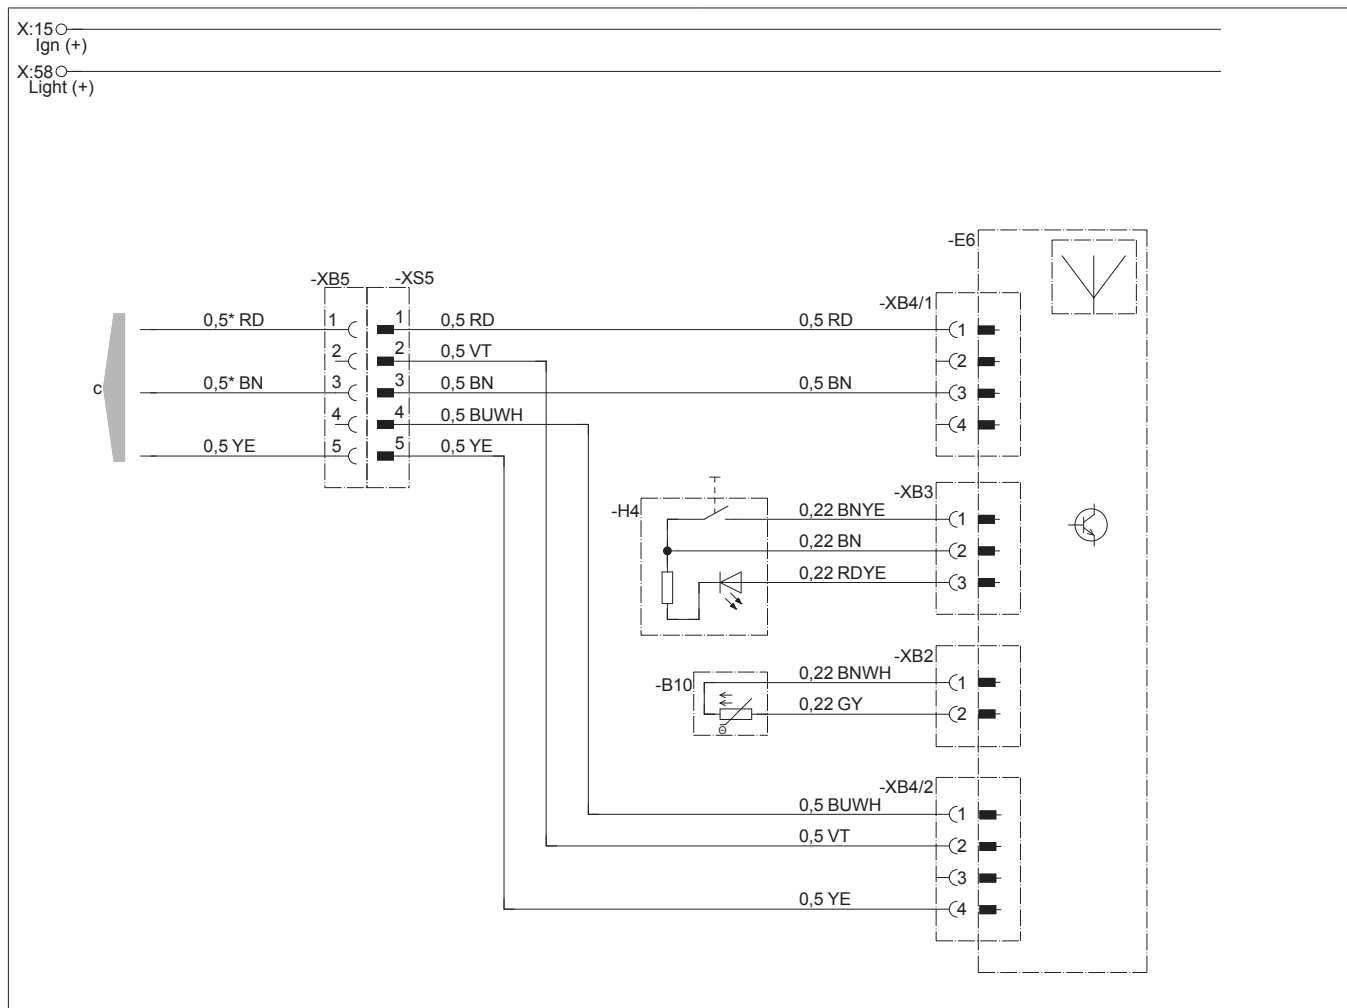 X:15
Ign (+)
X:58
Light (+)
-E6
-XB5 -XS5
-XB4/1
0,5* RD 1 1 0,5 RD 0,5 RD 1
2 2 0,5 VT 2
c 0,5* BN 3 3 0,5 BN 0,5 BN 3
4 4 0,5 BUWH 4
0,5 YE 5 5 0,5 YE
-XB3
-H4 0,22 BNYE 1
0,22 BN 2
0,22 RDYE 3
-XB2
-B10 0,22 BNWH 1
0,22 GY 2
Θ
-XB4/2
0,5 BUWH 1
0,5 VT 2
3
0,5 YE 4